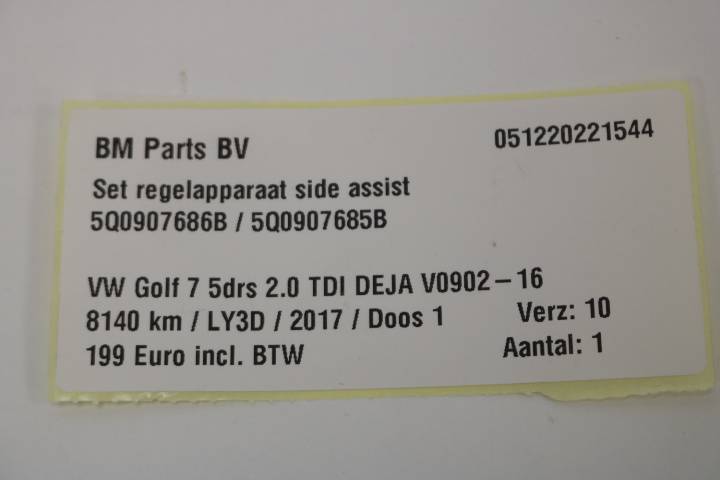 BM Parts BV 051220221544
Set regelapparaat side assist
5Q0907686B / 5Q0907685B
VW Golf 7 5drs 2.0 TDI DEJA V0902-16
8140 km / LY3D / 2017 / Doos 1 Verz: 10
199 Euro incl. BTW Aantal: 1